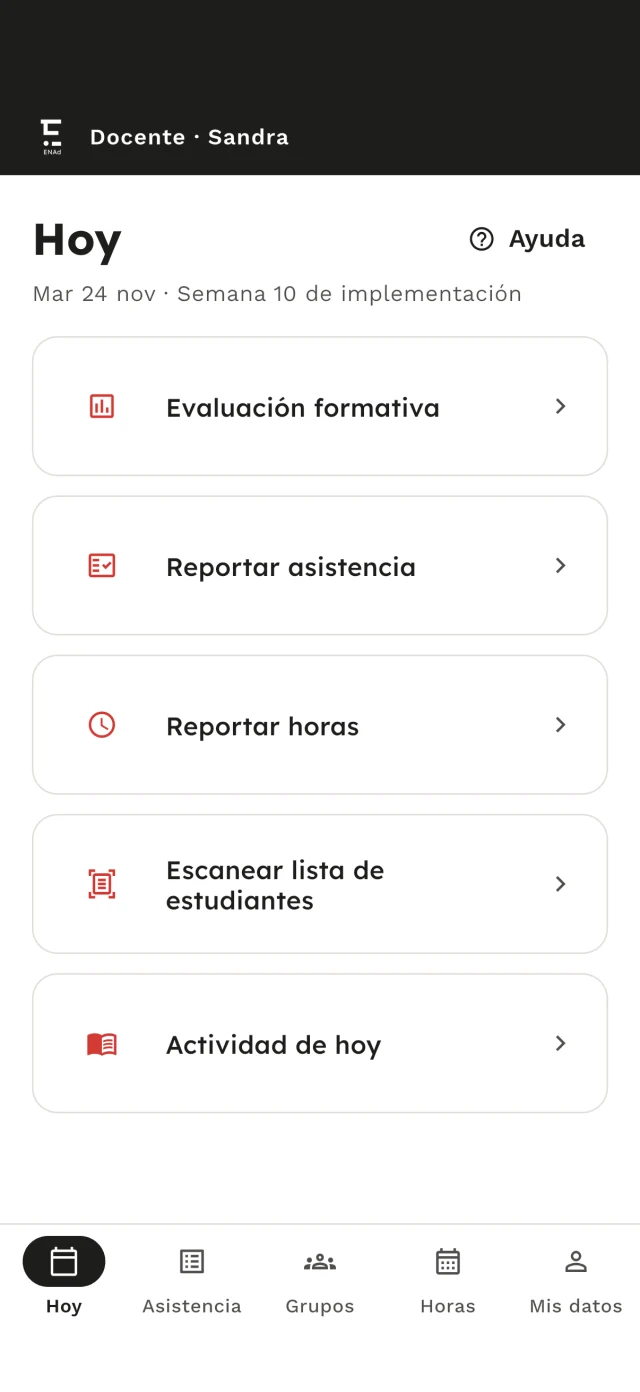 ENAd
Docente · Sandra
Hoy
Ayuda
Mar 24 nov · Semana 10 de implementación
Evaluación formativa
Reportar asistencia
Reportar horas
Escanear lista de
estudiantes
Actividad de hoy
Hoy
Asistencia
Grupos
Horas
Mis datos